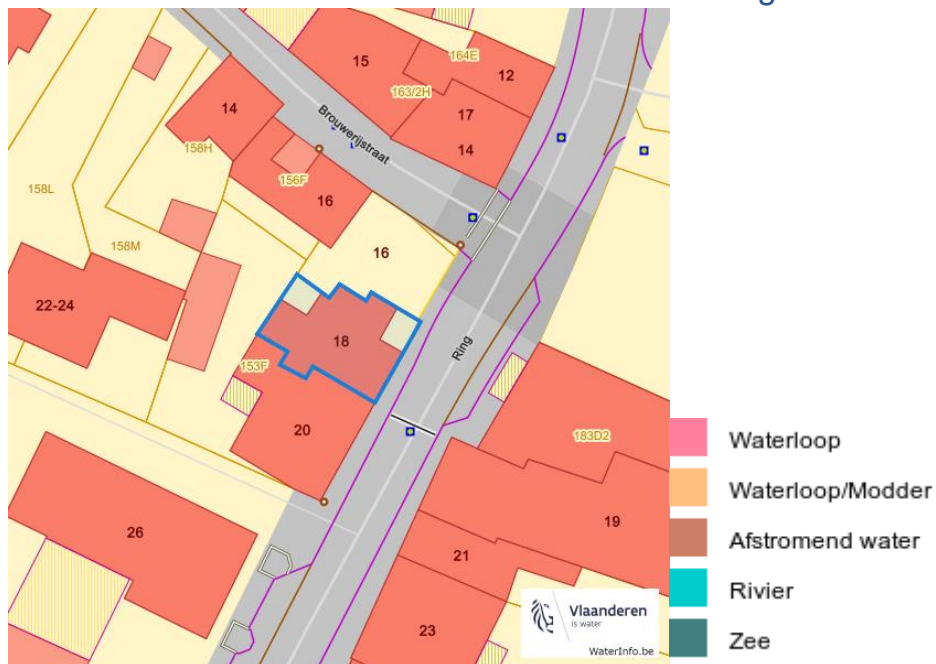 g
15
164E
12
163/2H
17
14
14
Brouwerijstraat
158H
156F
16
158L
16
158M
22-24
18
Ring
153F
20
183D2
19
26
21
23
Vlaanderen
is water
WaterInfo.be
Waterloop
Waterloop/Modder
Afstromend water
Rivier
Zee